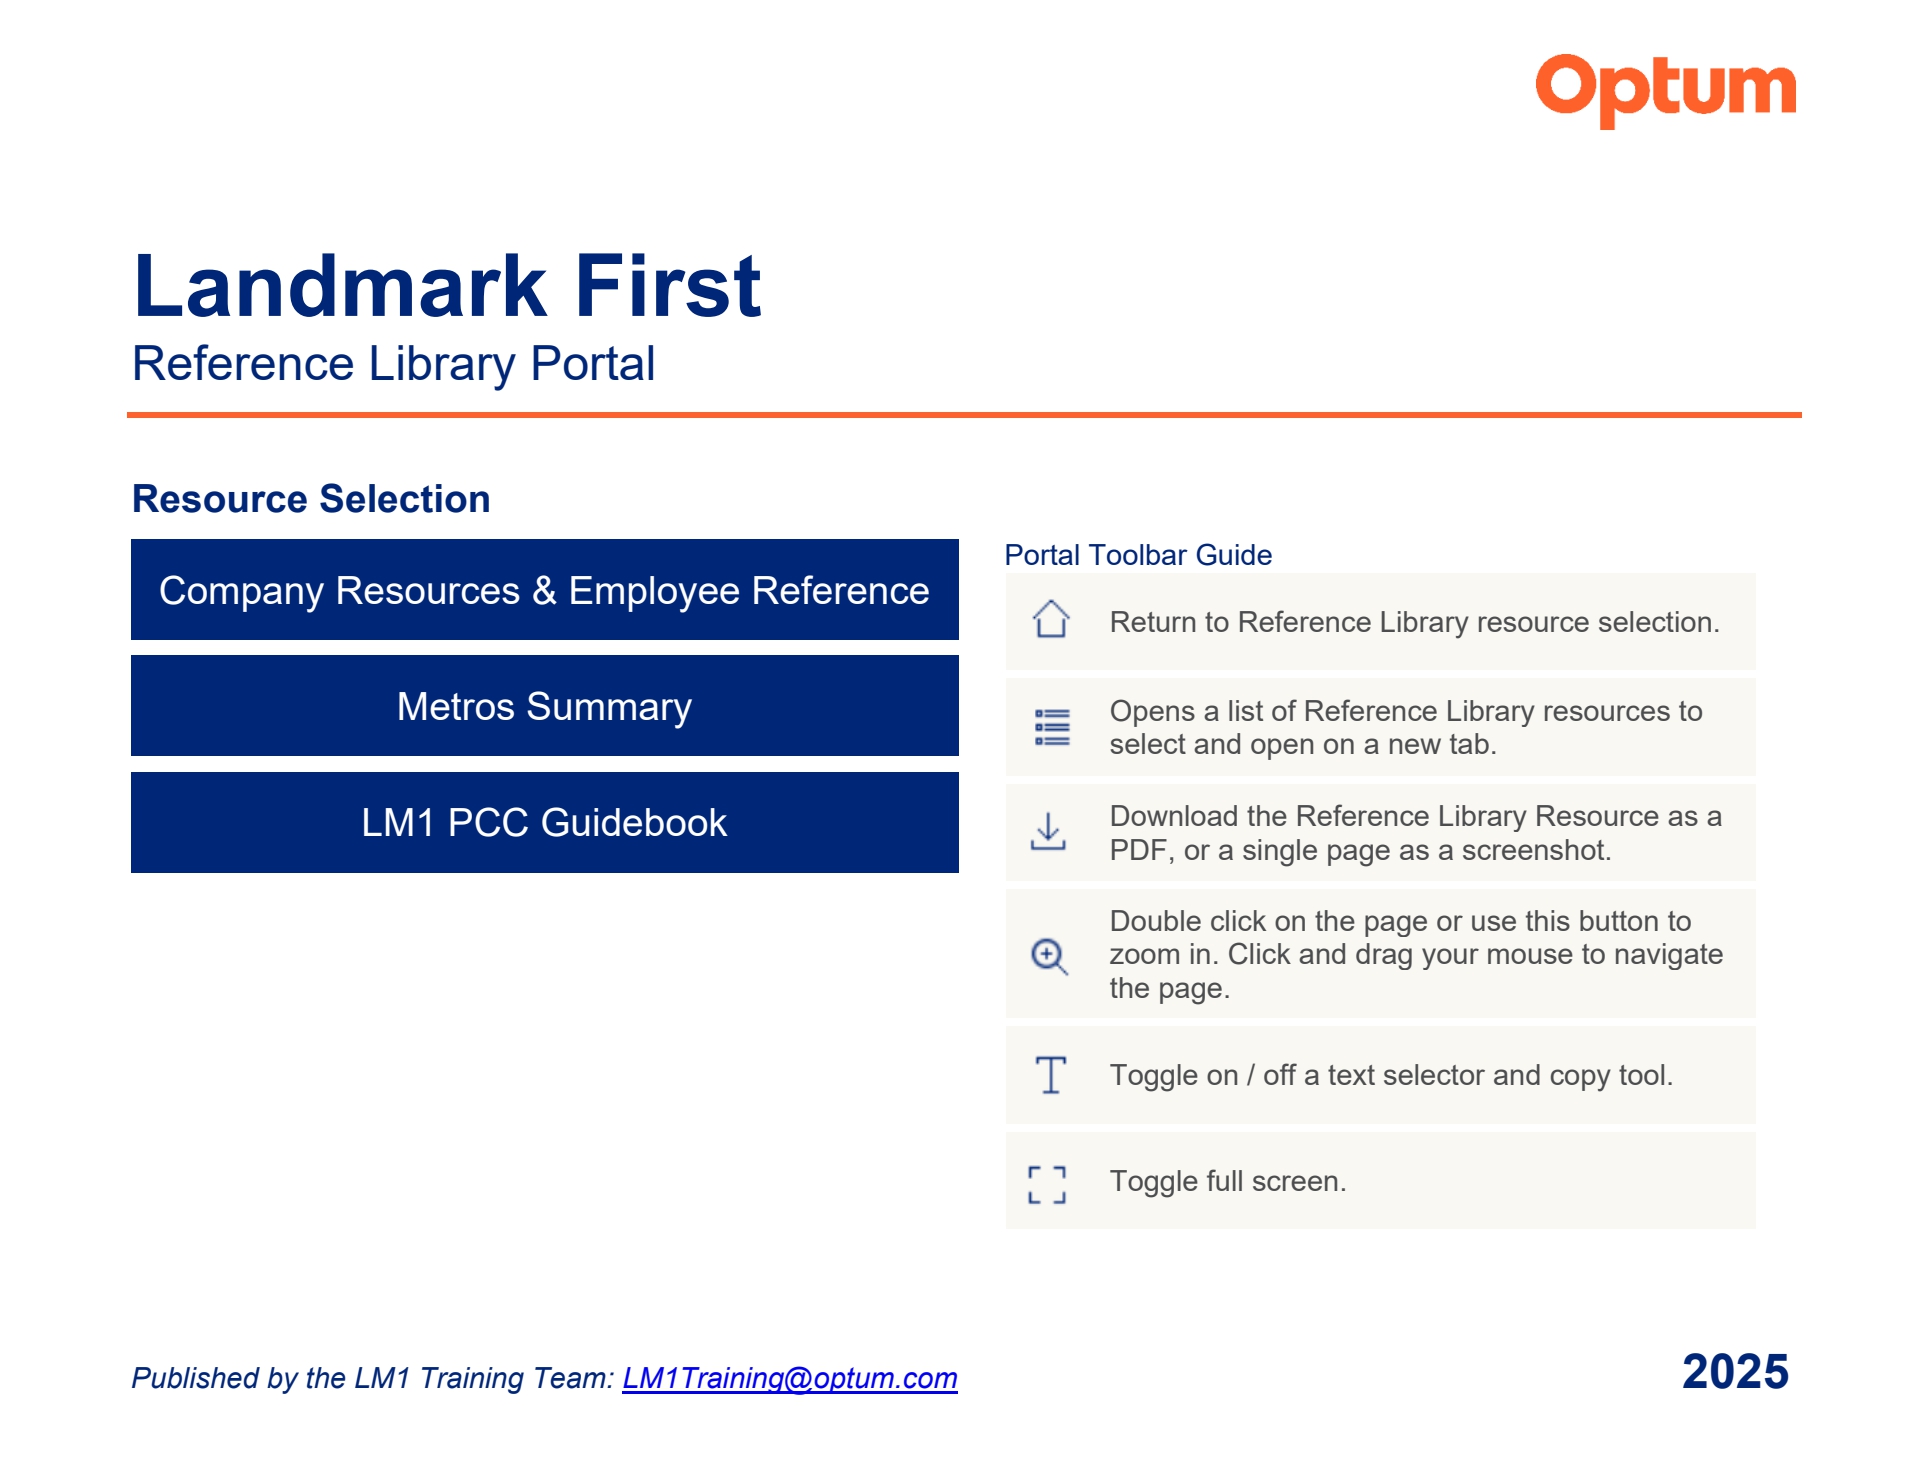 Optum
Landmark First
Reference Library Portal
Resource Selection
Company Resources & Employee Reference
Metros Summary
LM1 PCC Guidebook
Portal Toolbar Guide
Return to Reference Library resource selection.
Opens a list of Reference Library resources to
select and open on a new tab.
Download the Reference Library Resource as a
PDF, or a single page as a screenshot.
Double click on the page or use this button to
zoom in. Click and drag your mouse to navigate
the page.
Toggle on / off a text selector and copy tool.
Toggle full screen.
Published by the LM1 Training Team: LM1Training@optum.com
2025